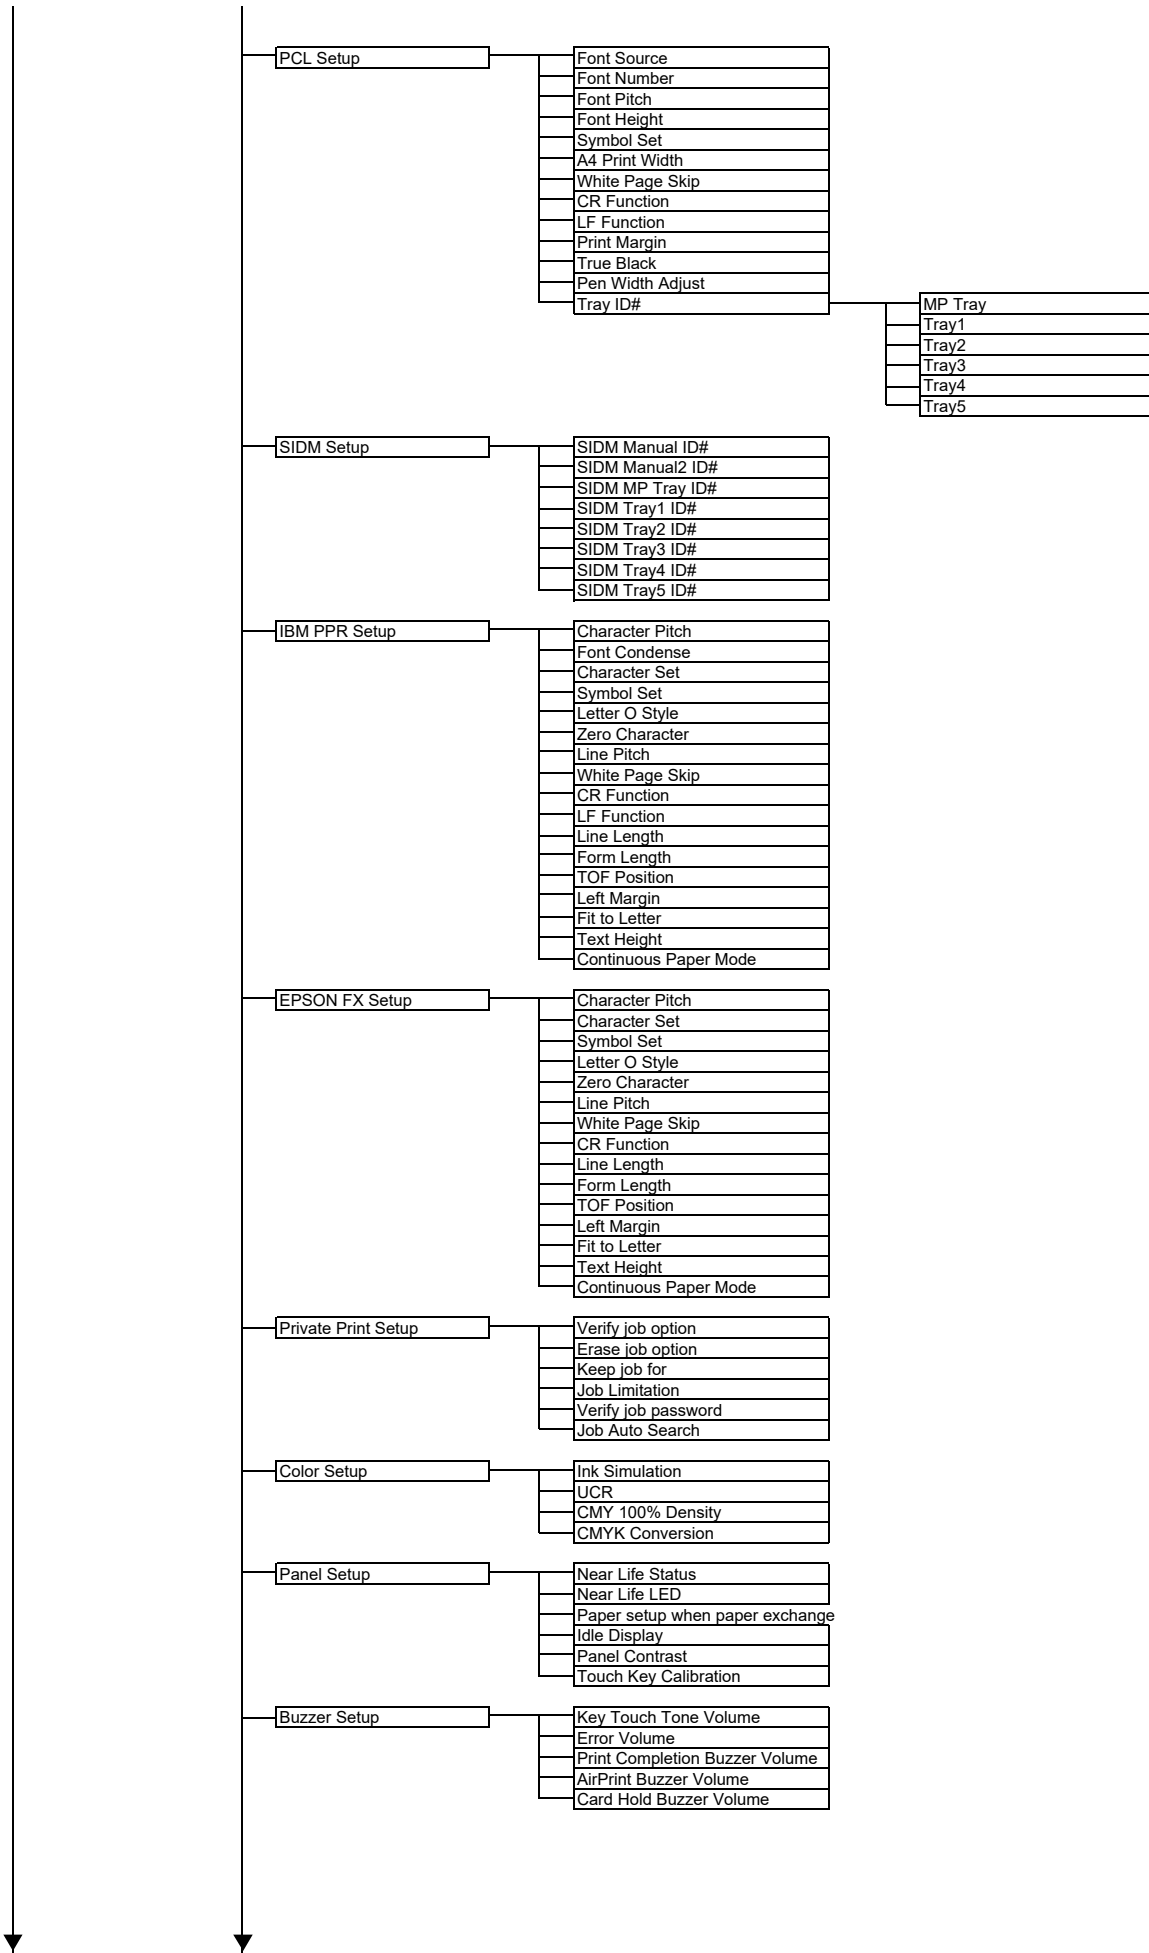 PCL Setup
Font Source
Font Number
Font Pitch
Font Height
Symbol Set
A4 Print Width
White Page Skip
CR Function
LF Function
Print Margin
True Black
Pen Width Adjust
Tray ID#
MP Tray
Tray1
Tray2
Tray3
Tray4
Tray5
SIDM Setup
SIDM Manual ID#
SIDM Manual2 ID#
SIDM MP Tray ID#
SIDM Tray1 ID#
SIDM Tray2 ID#
SIDM Tray3 ID#
SIDM Tray4 ID#
SIDM Tray5 ID#
IBM PPR Setup
Character Pitch
Font Condense
Character Set
Symbol Set
Letter O Style
Zero Character
Line Pitch
White Page Skip
CR Function
LF Function
Line Length
Form Length
TOF Position
Left Margin
Fit to Letter
Text Height
Continuous Paper Mode
EPSON FX Setup
Character Pitch
Character Set
Symbol Set
Letter O Style
Zero Character
Line Pitch
White Page Skip
CR Function
Line Length
Form Length
TOF Position
Left Margin
Fit to Letter
Text Height
Continuous Paper Mode
Private Print Setup
Verify job option
Erase job option
Keep job for
Job Limitation
Verify job password
Job Auto Search
Color Setup
Ink Simulation
UCR
CMY 100% Density
CMYK Conversion
Panel Setup
Near Life Status
Near Life LED
Paper setup when paper exchange
Idle Display
Panel Contrast
Touch Key Calibration
Buzzer Setup
Key Touch Tone Volume
Error Volume
Print Completion Buzzer Volume
AirPrint Buzzer Volume
Card Hold Buzzer Volume